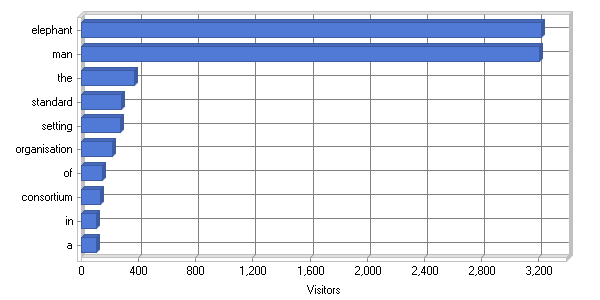 elephant
man
the
standard
setting
organisation
of
consortium
in
a
0 400 800 1,200 1,600 2,000 2,400 2,800 3,200
Visitors